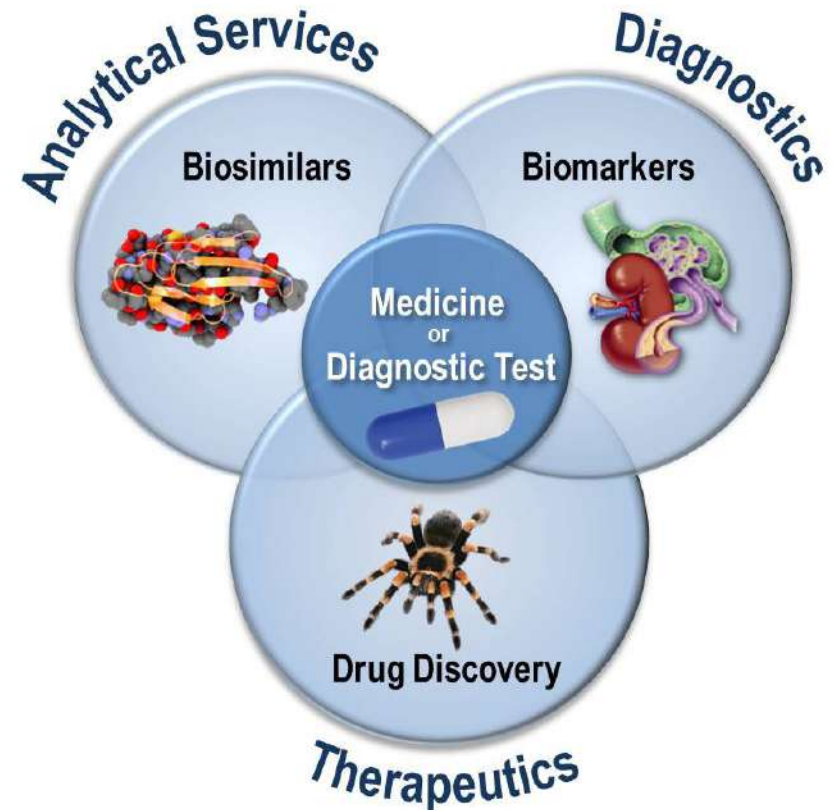 Analytical Services
Diagnostics
Biosimilars
Biomarkers
Medicine
or
Diagnostic Test
Drug Discovery
Therapeutics